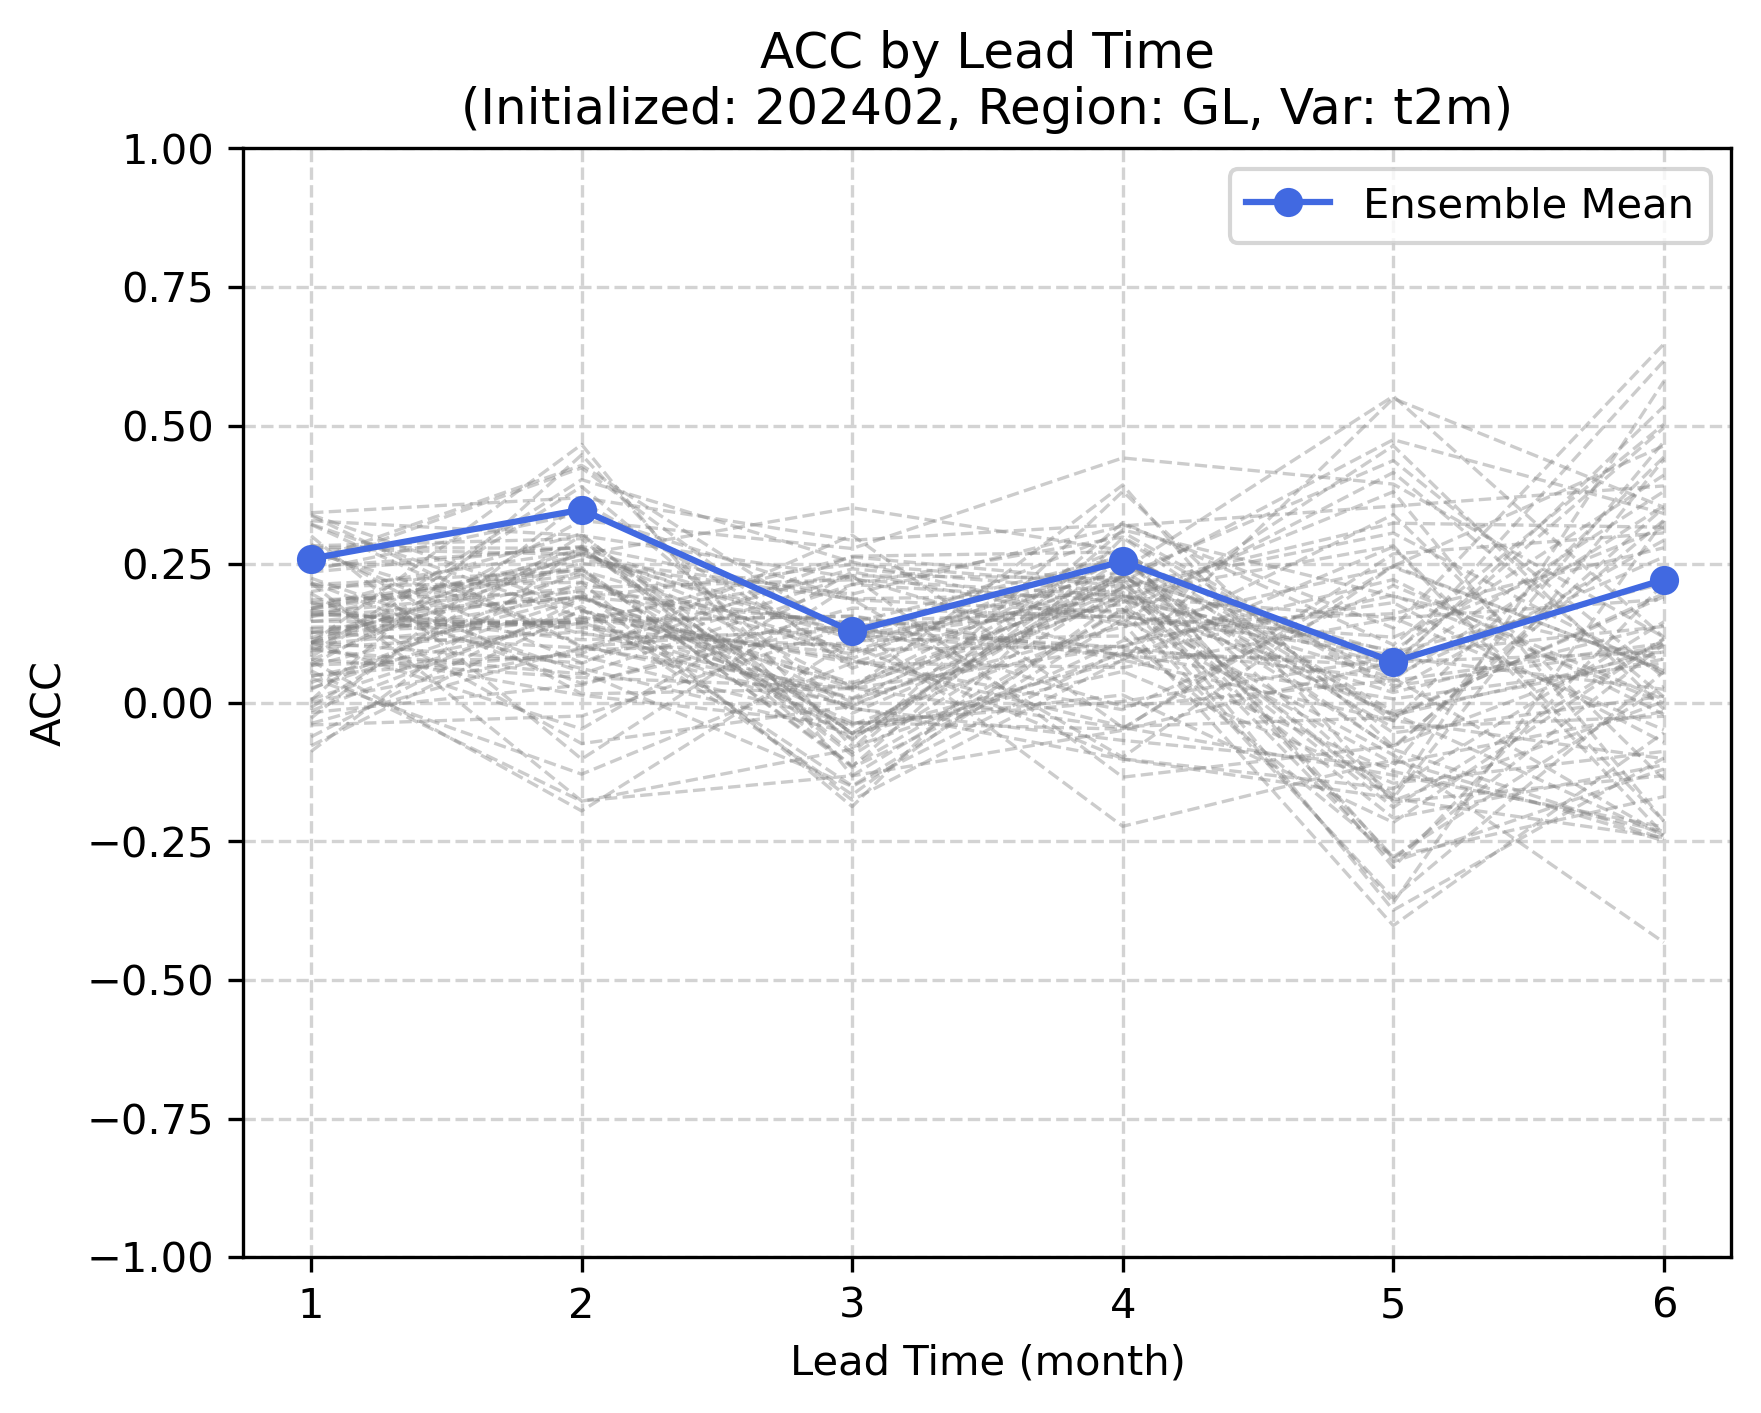 ACC by Lead Time
(Initialized: 202402, Region: GL, Var: t2m)
Ensemble Mean
1.00
0.75
0.50
0.25
0.00
−0.25
−0.50
−0.75
−1.00
ACC
1 2 3 4 5 6
Lead Time (month)